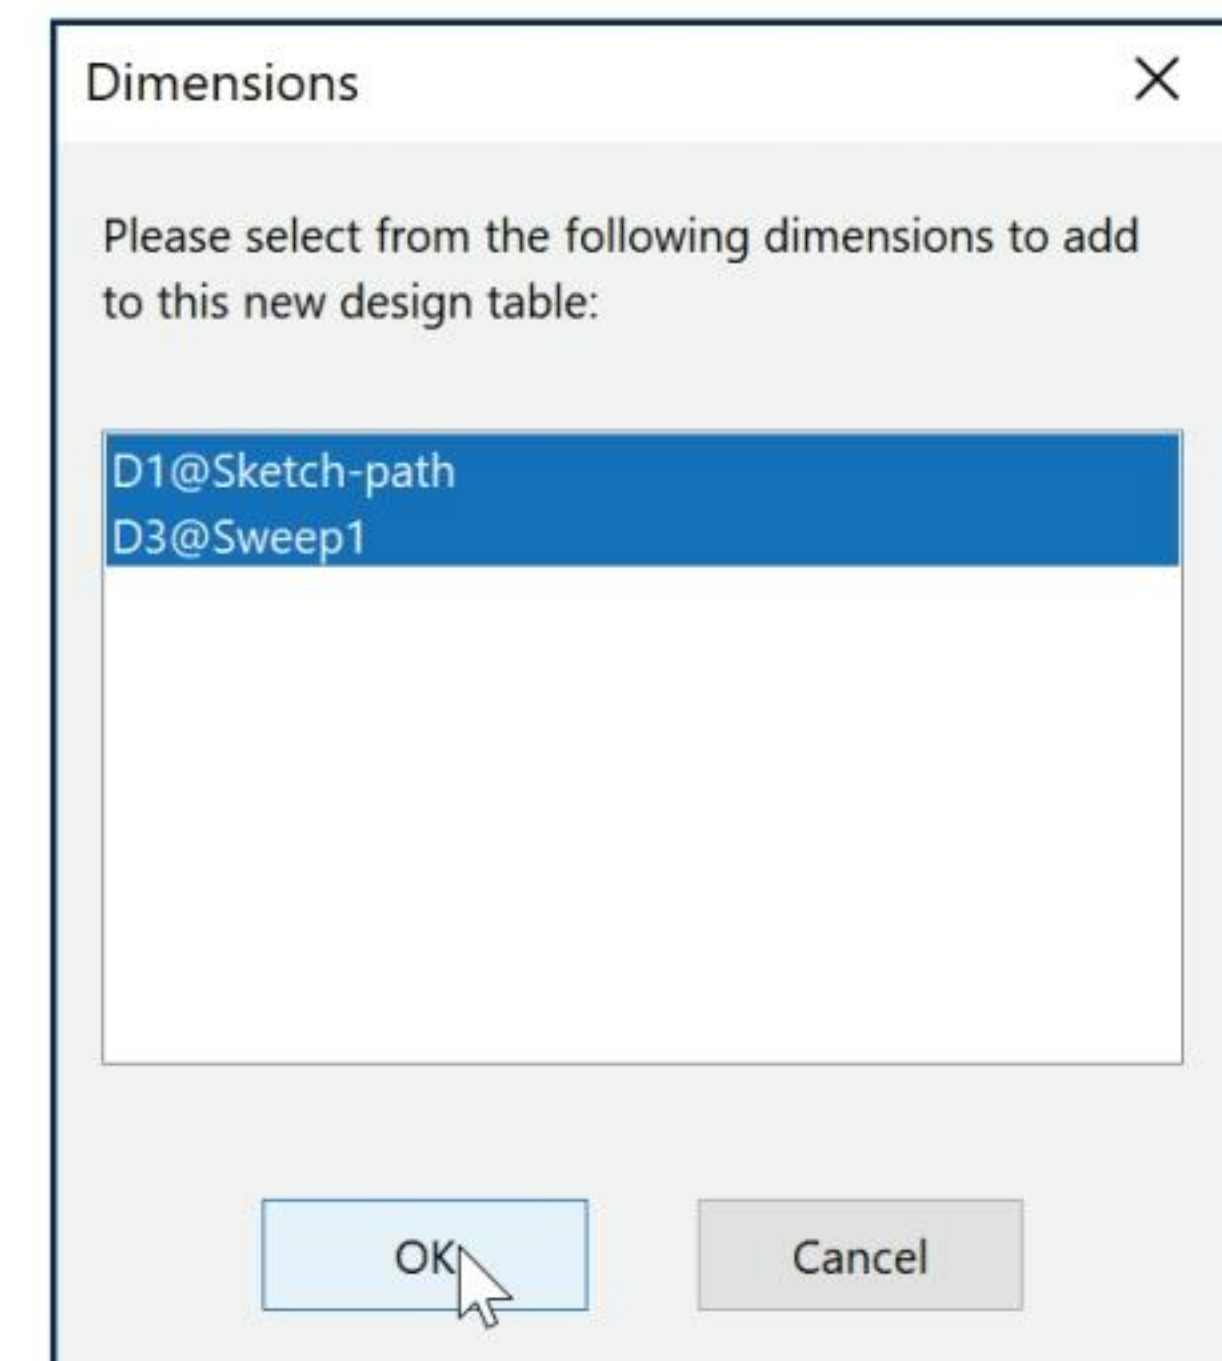 Dimensions
Please select from the following dimensions to add
to this new design table:
D1@Sketch-path
D3@Sweep1
OK
Cancel